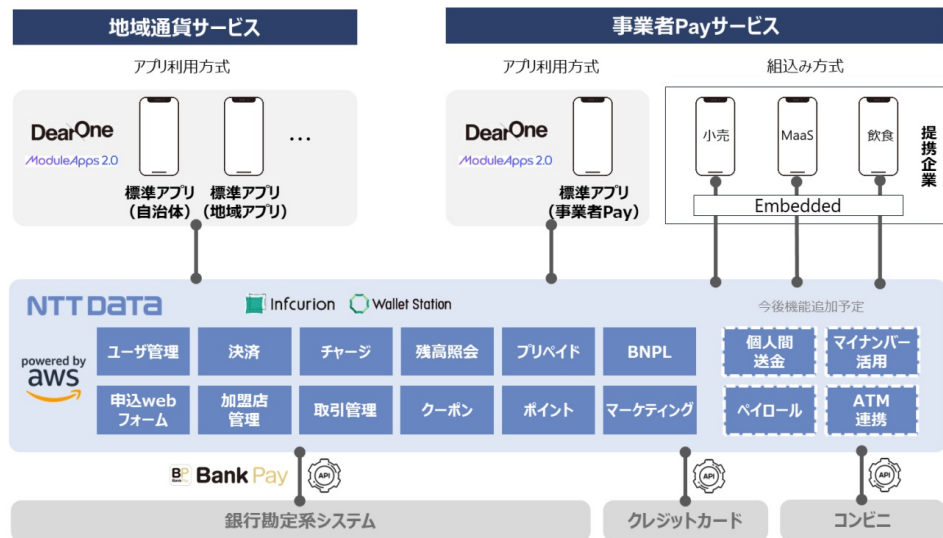 地域通貨サービス
事業者Payサービス
アプリ利用方式
アプリ利用方式
組込み方式
DearOne
ModuleApps 2.0
標準アプリ
（自治体）
標準アプリ
（地域アプリ）
…
DearOne
ModuleApps 2.0
標準アプリ
（事業者Pay）
小売
MaaS
飲食
提携企業
Embedded
NTT DATA
Infcurion
Wallet Station
今後機能追加予定
powered by
aws
ユーザ管理
決済
チャージ
残高照会
プリペイド
BNPL
個人間
送金
マイナンバー
活用
申込web
フォーム
加盟店
管理
取引管理
クーポン
ポイント
マーケティング
ペイロール
ATM
連携
BP
Bank Pay
API
API
API
銀行勘定系システム
クレジットカード
コンビニ